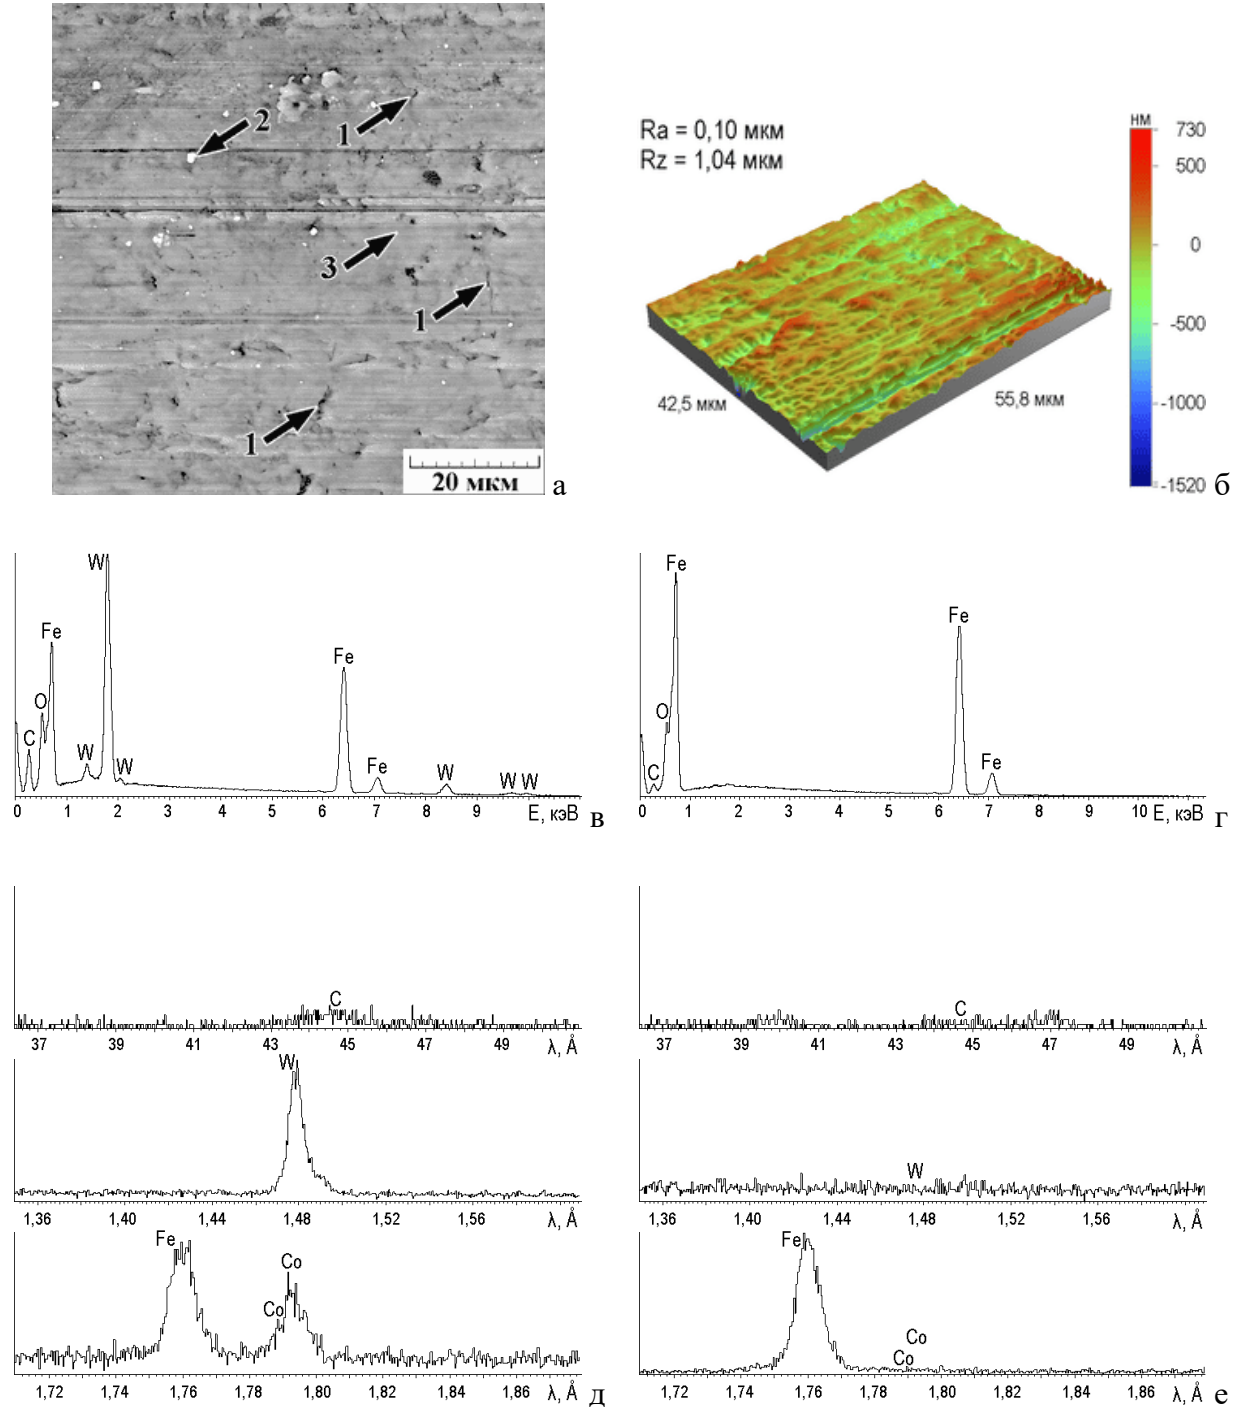 2
1
3
1
1
20 мкм
а
Ra = 0,10 мкм
Rz = 1,04 мкм
нм
730
500
0
-500
-1000
-1520
42,5 мкм
55,8 мкм
б
W
Fe
O
C
W
W
Fe
Fe
W
W W
0 1 2 3 4 6 7 8 9 E, кэВ
в
Fe
O
C
Fe
Fe
0 1 2 3 4 5 6 7 8 9 10 E, кэВ
г
C
37 39 41 43 45 47 49 λ, Å
W
1,36 1,40 1,44 1,48 1,52 1,56 λ, Å
Fe
Co
Co
1,72 1,74 1,76 1,78 1,80 1,82 1,84 1,86 λ, Å
д
C
37 39 41 43 45 47 49 λ, Å
W
1,36 1,40 1,44 1,48 1,52 1,56 λ, Å
Fe
Co
Co
1,72 1,74 1,76 1,78 1,80 1,82 1,84 1,86 λ, Å
е